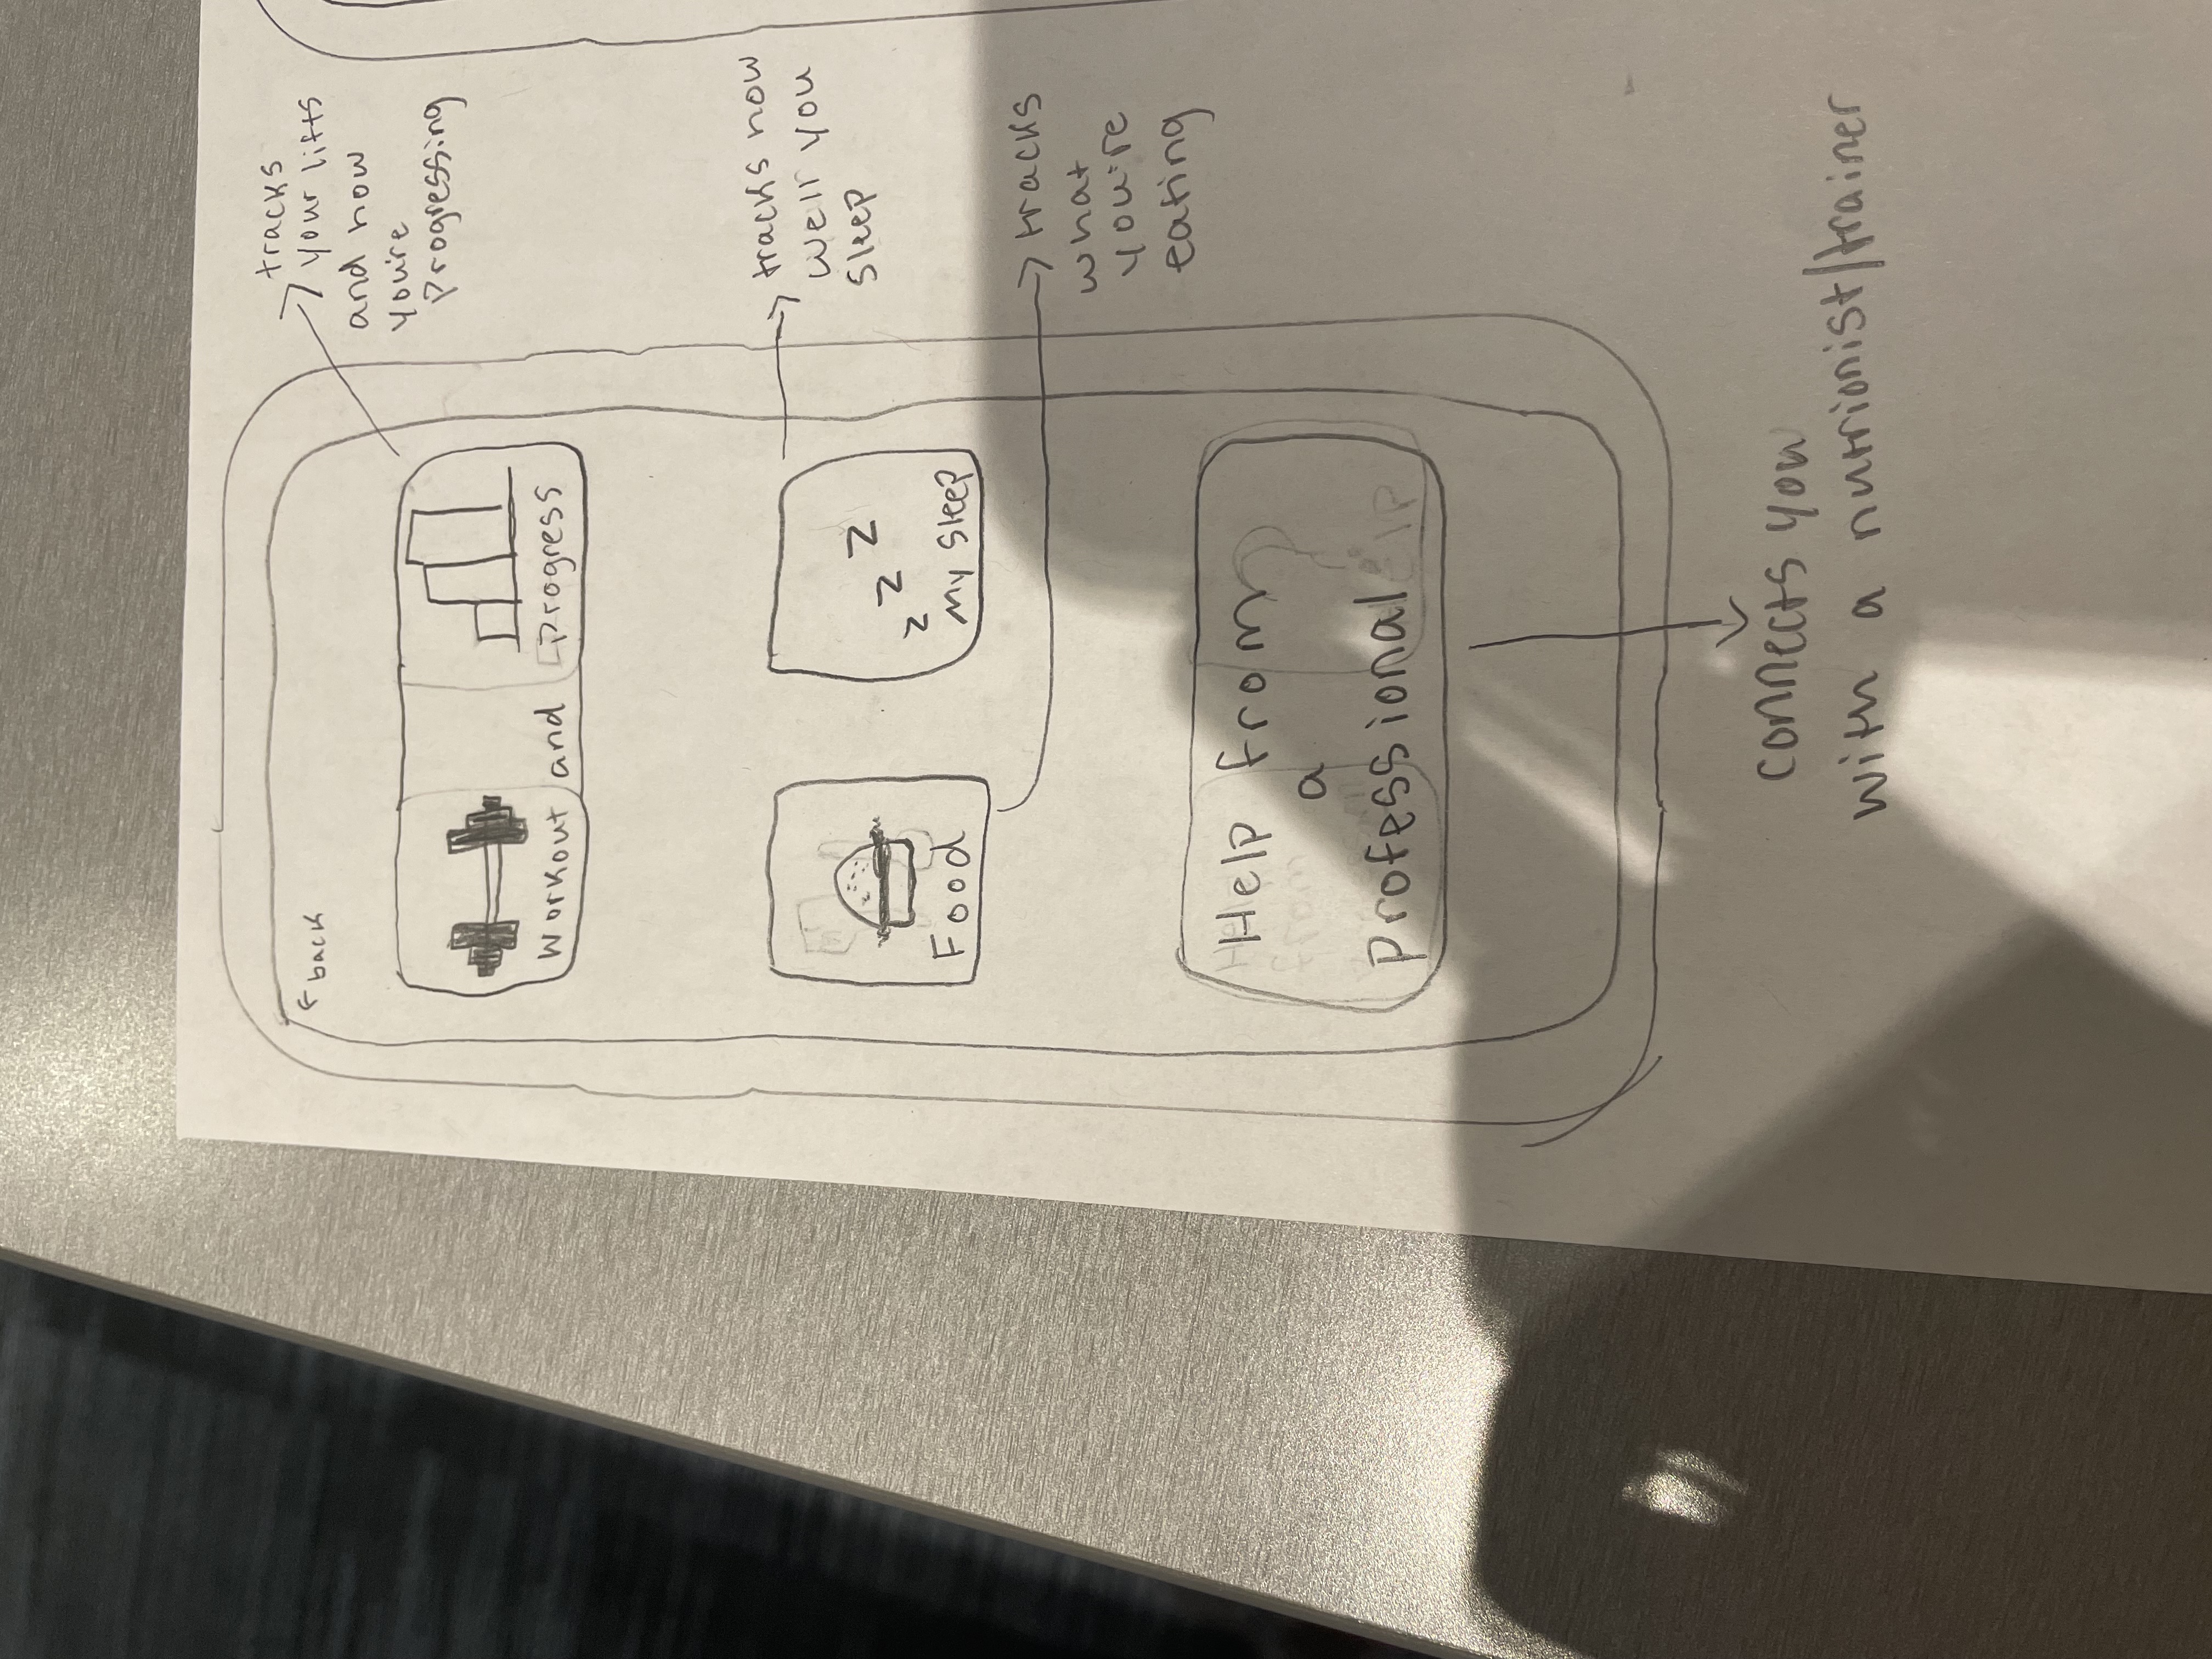 ← back
tracks
your lifts
and how
you're
Progressing
Workout and Progress
tracks how
well you
sleep
Food
z z z
My Sleep
tracks
what
you're
eating
Help from
a
professional
connects you
with a nutrionist/trainer